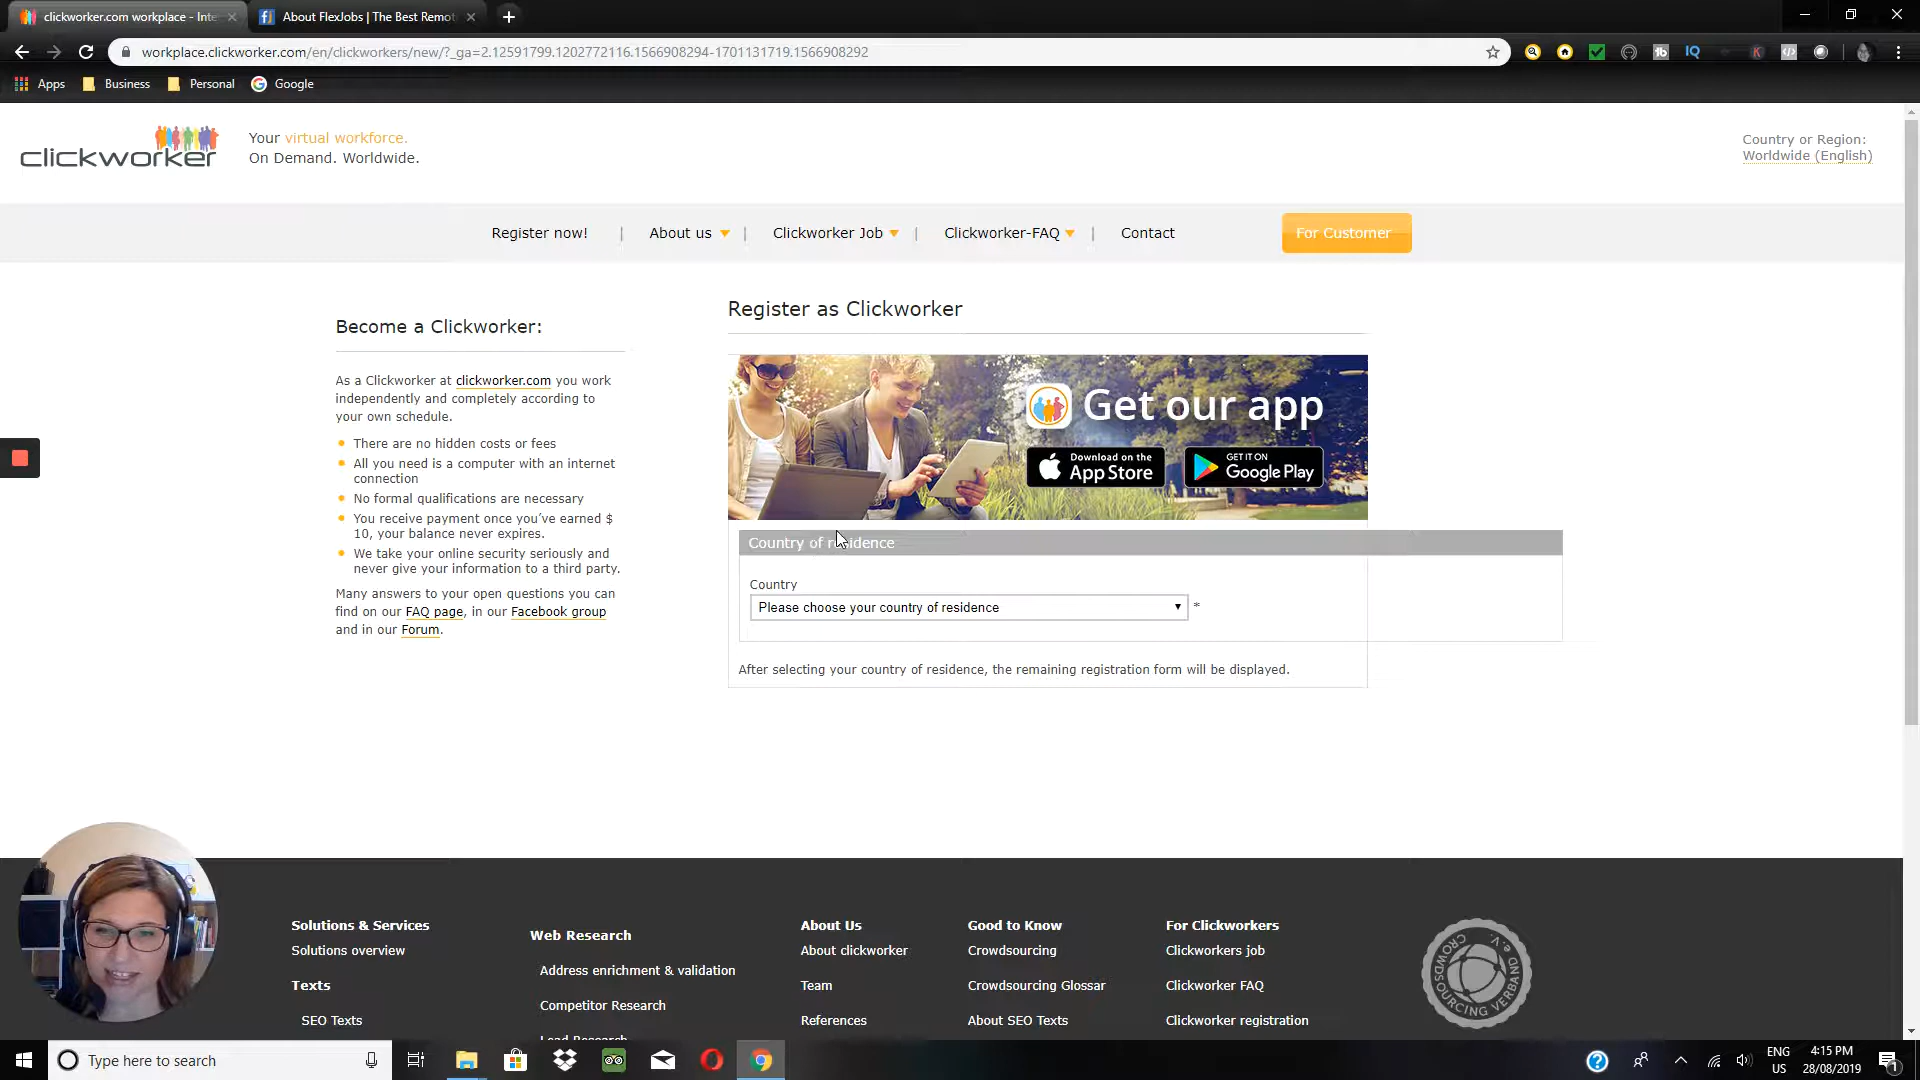 clickworker.com workplace - Inte
About FlexJobs | The Best Remot
workplace.clickworker.com/en/clickworkers/new/?_ga=2.12591799.1202772116.1566908294-1701131719.1566908292
Apps
Business
Personal
Google
clickworker
Your virtual workforce.
On Demand. Worldwide.
Country or Region:
Worldwide (English)
Register now! | About us | Clickworker Job | Clickworker-FAQ | Contact
For Customer
Become a Clickworker:
As a Clickworker at clickworker.com you work
independently and completely according to
your own schedule.
There are no hidden costs or fees
All you need is a computer with an internet
connection
No formal qualifications are necessary
You receive payment once you've earned $
10, your balance never expires.
We take your online security seriously and
never give your information to a third party.
Many answers to your open questions you can
find on our FAQ page, in our Facebook group
and in our Forum.
Register as Clickworker
Get our app
Download on the
App Store
GET IT ON
Google Play
Country of residence
Country
Please choose your country of residence *
After selecting your country of residence, the remaining registration form will be displayed.
Solutions & Services
Solutions overview
Texts
SEO Texts
Web Research
Address enrichment & validation
Competitor Research
Lead Research
About Us
About clickworker
Team
References
Good to Know
Crowdsourcing
Crowdsourcing Glossar
About SEO Texts
For Clickworkers
Clickworkers job
Clickworker FAQ
Clickworker registration
CROWDSOURCING VERBAND e.V.
Type here to search
ENG
US
4:15 PM
28/08/2019
1